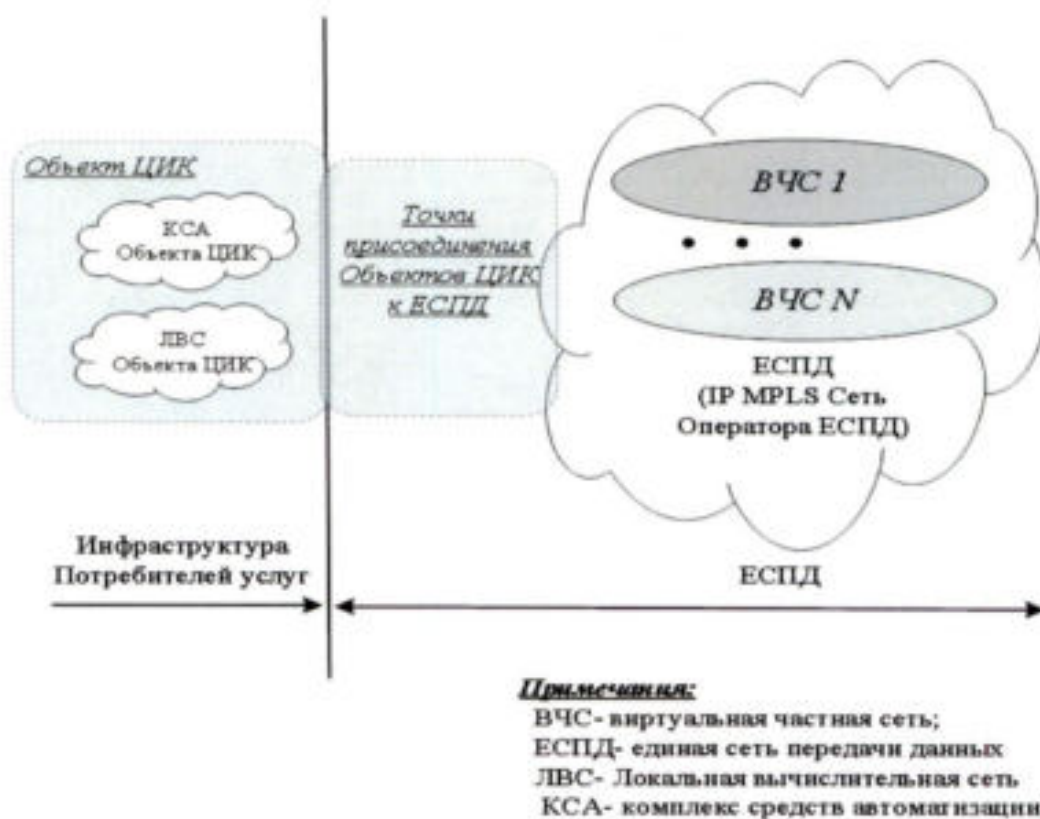 Объект ЦИК
КСА
Объекта ЦИК
ЛВС
Объекта ЦИК
Точки
присоединения
Объектов ЦИК
к ЕСПД
ВЧС 1
ВЧС N
ЕСПД
(IP MPLS Сеть
Оператора ЕСПД)
Инфраструктура
Потребителей услуг
ЕСПД
Примечания:
ВЧС- виртуальная частная сеть;
ЕСПД- единая сеть передачи данных
ЛВС- Локальная вычислительная сеть
КСА- комплекс средств автоматизации